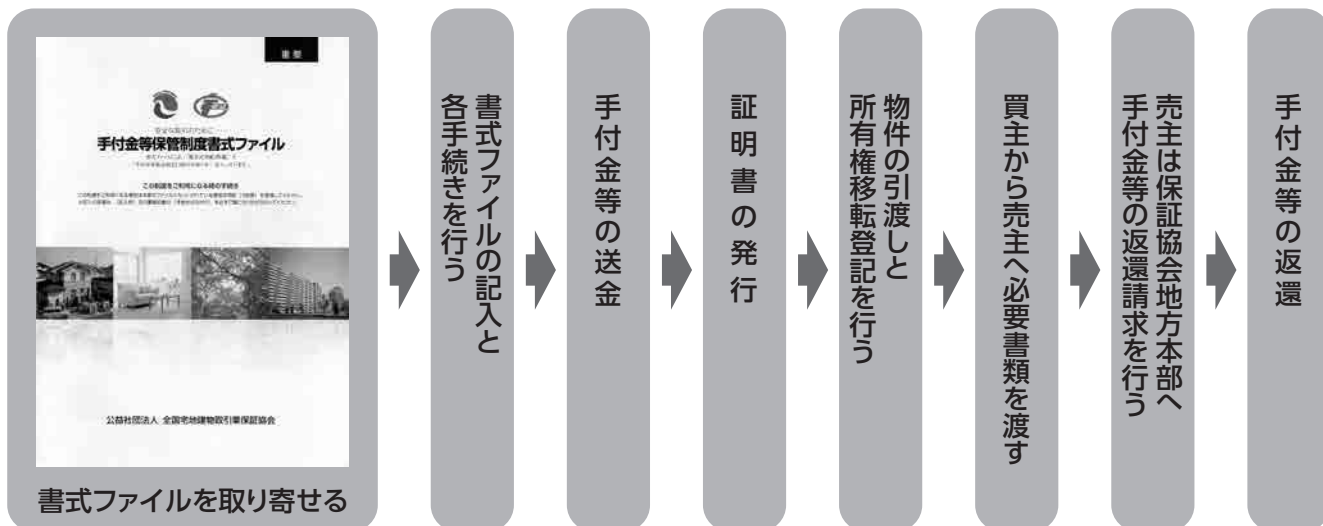 重要
安全な取引のために
手付金等保管制度書式ファイル
この制度をご利用になる時の手続き
公益社団法人 全国宅地建物取引業保証協会
書式ファイルを取り寄せる
書式ファイルの記入と
各手続きを行う
手付金等の送金
証明書の発行
物件の引渡しと
所有権移転登記を行う
買主から売主へ必要書類を渡す
売主は保証協会地方本部へ
手付金等の返還請求を行う
手付金等の返還